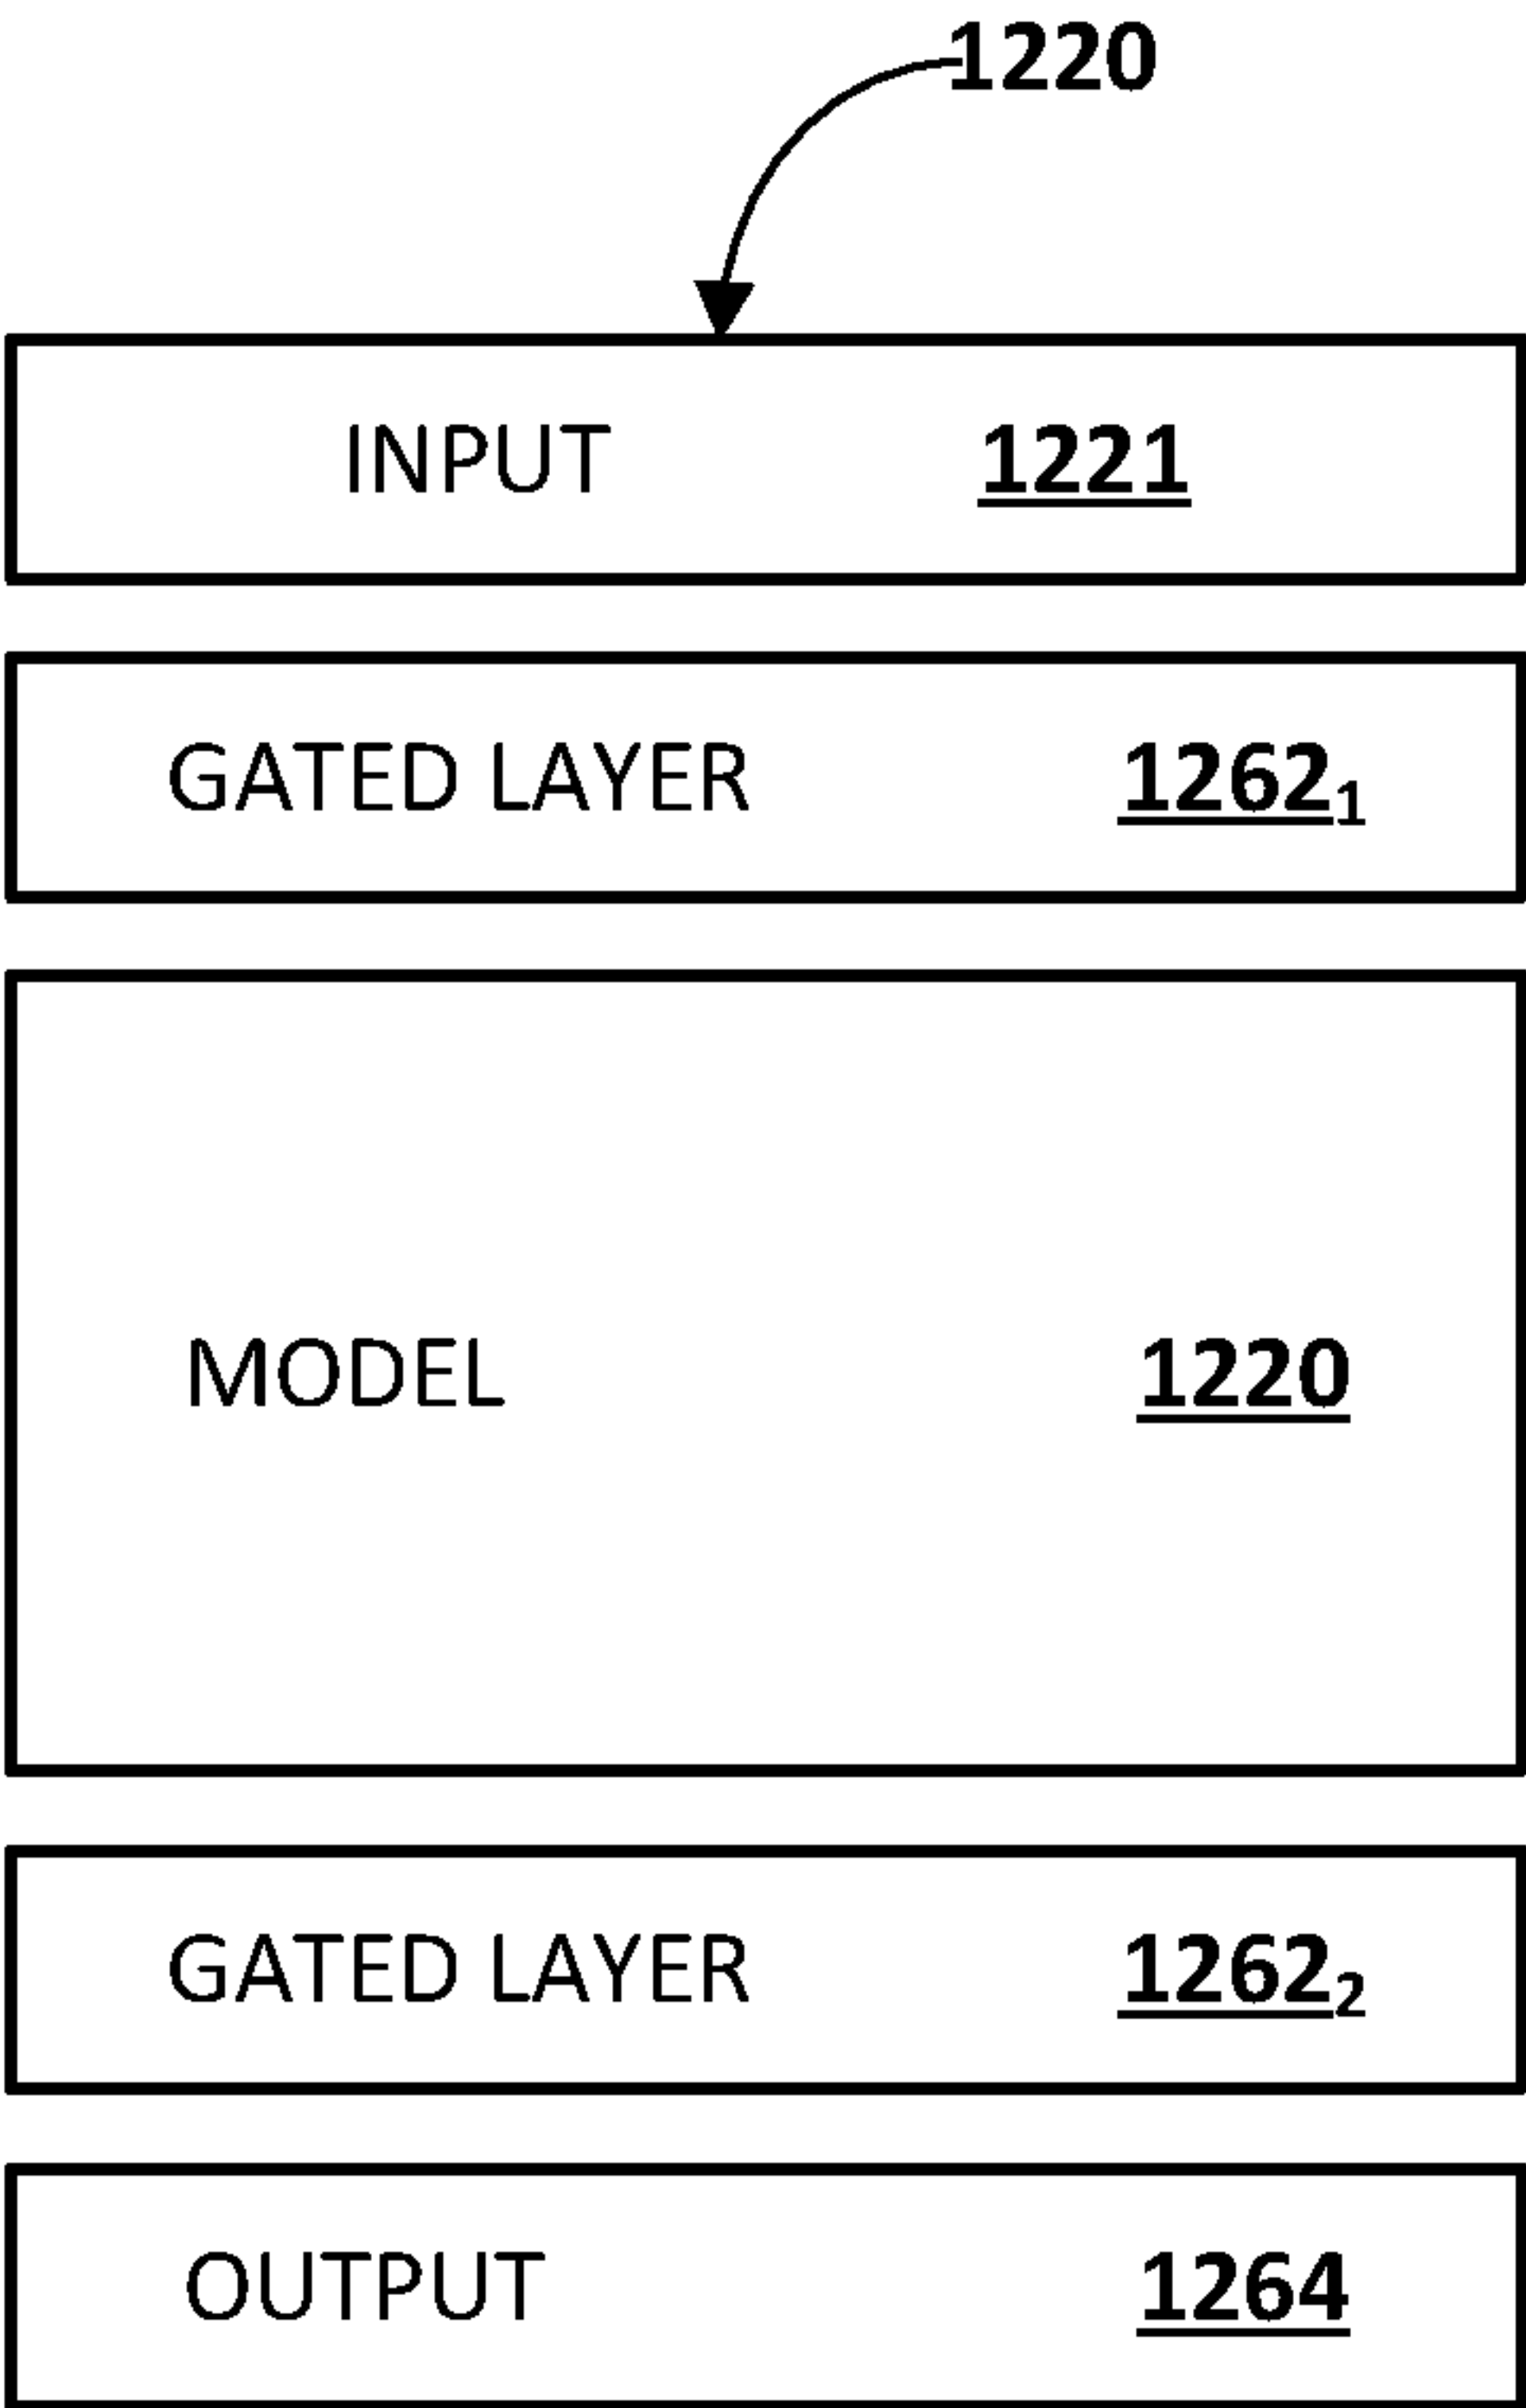 1220
INPUT 1221
GATED LAYER 1262₁
MODEL 1220
GATED LAYER 1262₂
OUTPUT 1264